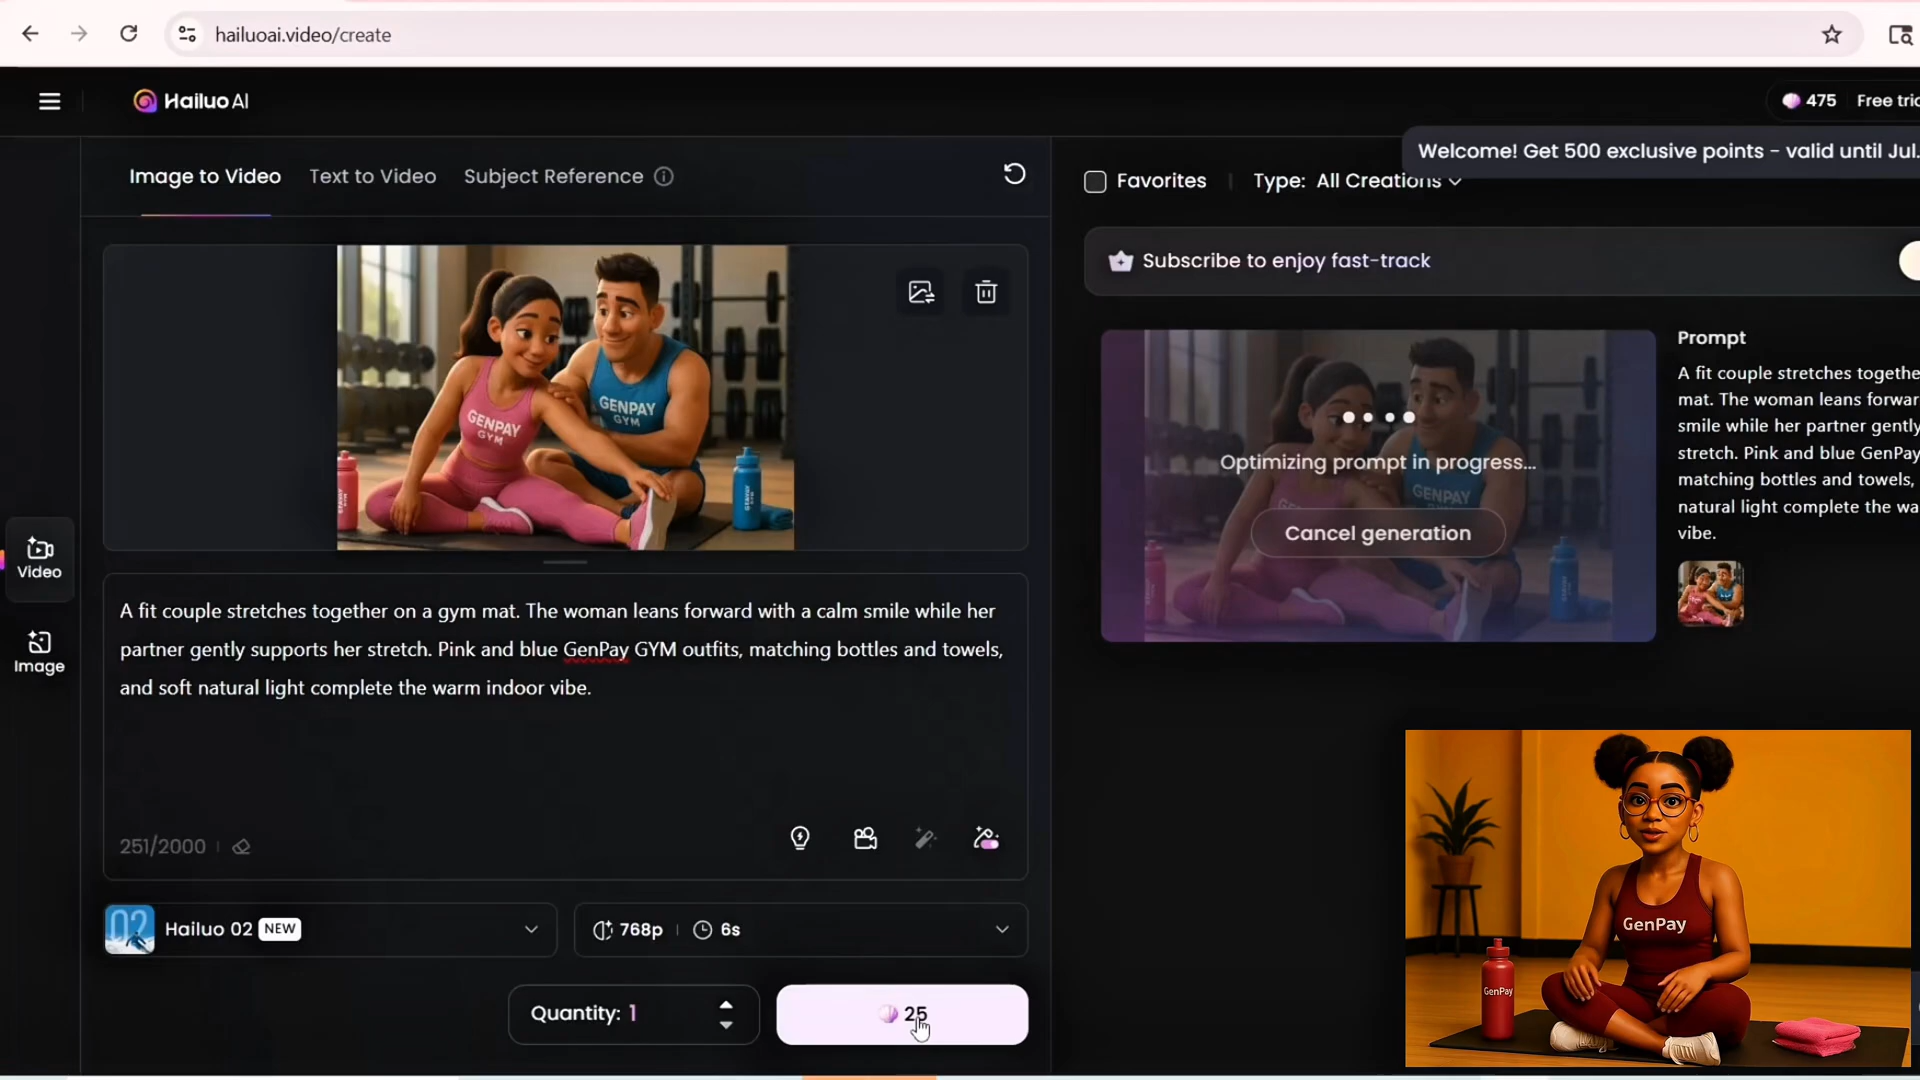 hailuoai.video/create
Hailuo AI
475
Free tric
Welcome! Get 500 exclusive points - valid until Jul.
Image to Video
Text to Video
Subject Reference
Favorites
Type: All Creations
Subscribe to enjoy fast-track
GENPAY
GYM
GENPAY
GYM
Optimizing prompt in progress...
Cancel generation
GENPAY
Prompt
A fit couple stretches togethe
mat. The woman leans forwar
smile while her partner gently
stretch. Pink and blue GenPay
matching bottles and towels,
natural light complete the wa
vibe.
Video
Image
A fit couple stretches together on a gym mat. The woman leans forward with a calm smile while her
partner gently supports her stretch. Pink and blue GenPay GYM outfits, matching bottles and towels,
and soft natural light complete the warm indoor vibe.
251/2000
02
Hailuo 02 NEW
768p
6s
Quantity: 1
25
GenPay
GenPay